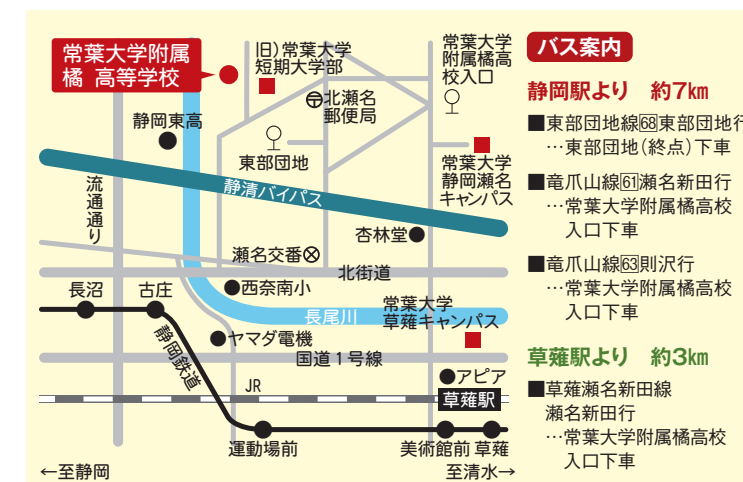 常葉大学附属
橘 高等学校
旧)常葉大学
短期大学部
常葉大学
附属橘高
校入口
北瀬名
郵便局
静岡東高
東部団地
常葉大学
静岡瀬名
キャンパス
流通通り
静清バイパス
杏林堂
瀬名交番
北街道
西奈南小
長沼
古庄
長尾川
常葉大学
草薙キャンパス
ヤマダ電機
静岡鉄道
国道1号線
アピア
JR
草薙駅
運動場前
美術館前
草薙
←至静岡
至清水→
バス案内
静岡駅より 約7㎞
■東部団地線68東部団地行
…東部団地(終点)下車
■竜爪山線61瀬名新田行
…常葉大学附属橘高校
入口下車
■竜爪山線63則沢行
…常葉大学附属橘高校
入口下車
草薙駅より 約3㎞
■草薙瀬名新田線
瀬名新田行
…常葉大学附属橘高校
入口下車